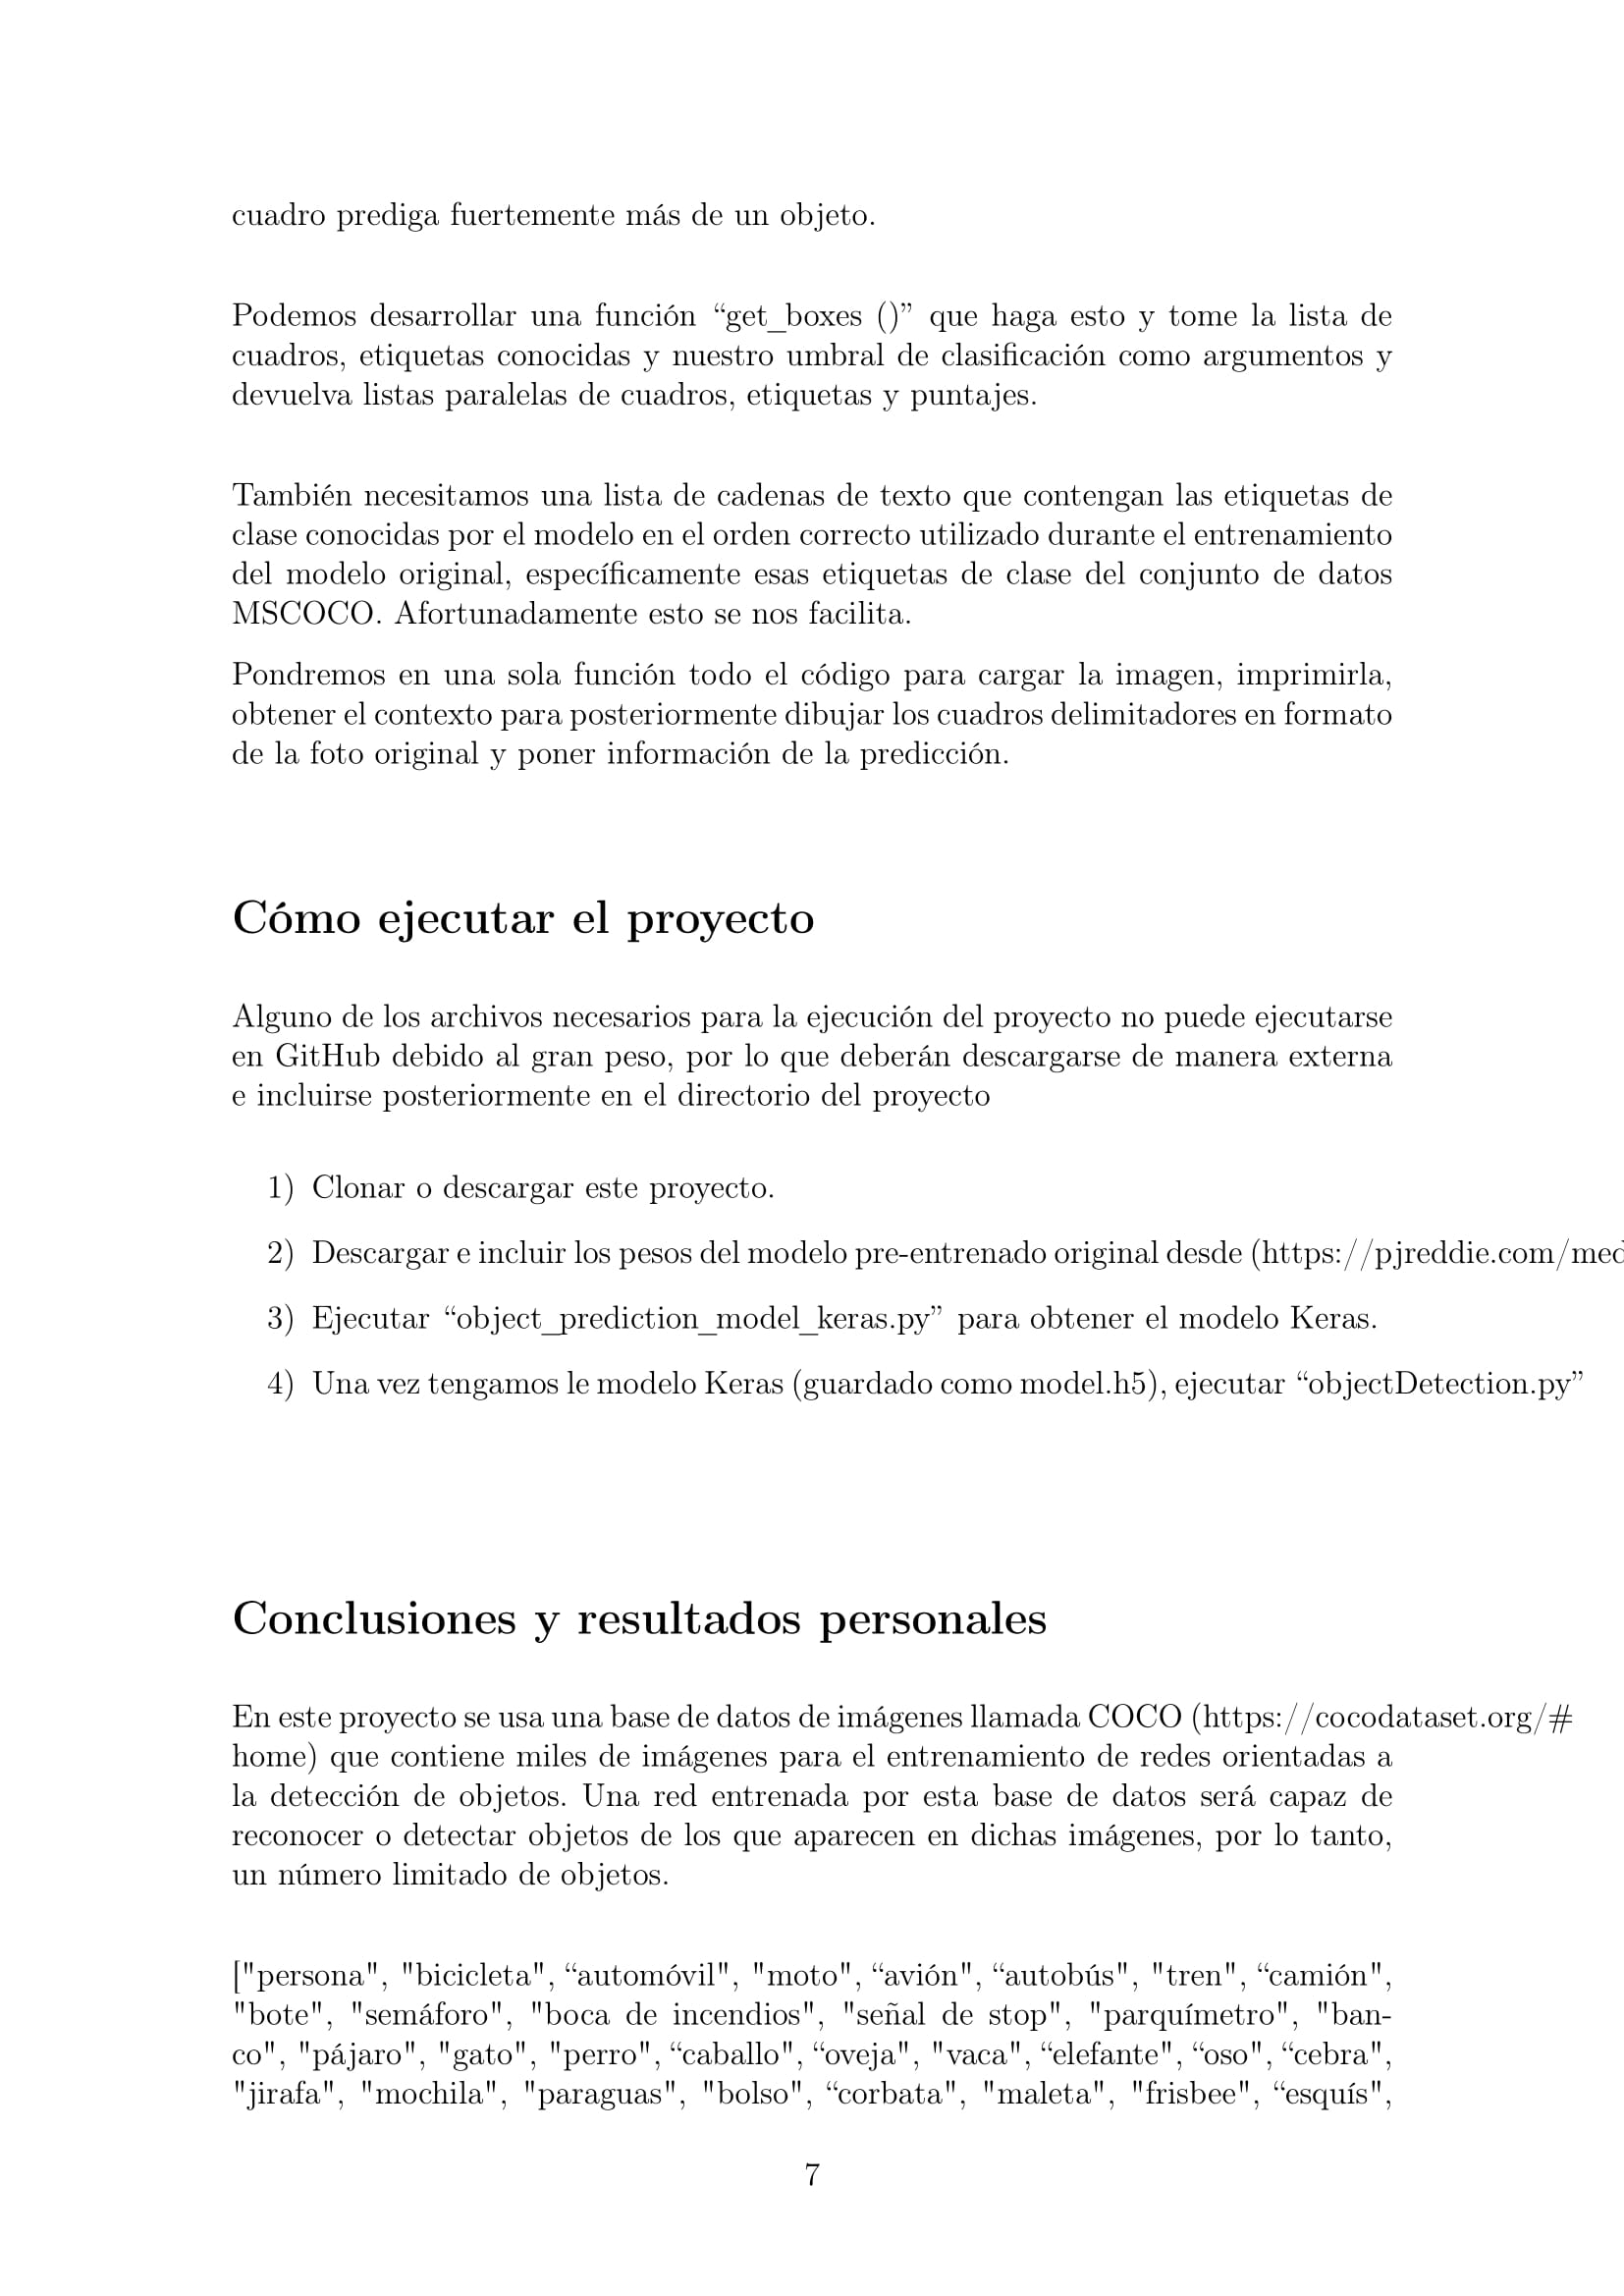 cuadro prediga fuertemente más de un objeto.
Podemos desarrollar una función “get_boxes ()” que haga esto y tome la lista de
cuadros, etiquetas conocidas y nuestro umbral de clasificación como argumentos y
devuelva listas paralelas de cuadros, etiquetas y puntajes.
También necesitamos una lista de cadenas de texto que contengan las etiquetas de
clase conocidas por el modelo en el orden correcto utilizado durante el entrenamiento
del modelo original, específicamente esas etiquetas de clase del conjunto de datos
MSCOCO. Afortunadamente esto se nos facilita.
Pondremos en una sola función todo el código para cargar la imagen, imprimirla,
obtener el contexto para posteriormente dibujar los cuadros delimitadores en formato
de la foto original y poner información de la predicción.
Cómo ejecutar el proyecto
Alguno de los archivos necesarios para la ejecución del proyecto no puede ejecutarse
en GitHub debido al gran peso, por lo que deberán descargarse de manera externa
e incluirse posteriormente en el directorio del proyecto
1) Clonar o descargar este proyecto.
2) Descargar e incluir los pesos del modelo pre-entrenado original desde (https://pjreddie.com/med
3) Ejecutar “object_prediction_model_keras.py” para obtener el modelo Keras.
4) Una vez tengamos le modelo Keras (guardado como model.h5), ejecutar “objectDetection.py”
Conclusiones y resultados personales
En este proyecto se usa una base de datos de imágenes llamada COCO (https://cocodataset.org/#
home) que contiene miles de imágenes para el entrenamiento de redes orientadas a
la detección de objetos. Una red entrenada por esta base de datos será capaz de
reconocer o detectar objetos de los que aparecen en dichas imágenes, por lo tanto,
un número limitado de objetos.
["persona", "bicicleta", “automóvil", "moto", “avión", “autobús", "tren", “camión",
"bote", "semáforo", "boca de incendios", "señal de stop", "parquímetro", "ban-
co", "pájaro", "gato", "perro", “caballo", “oveja", "vaca", “elefante", “oso", “cebra",
"jirafa", "mochila", "paraguas", "bolso", “corbata", "maleta", "frisbee", “esquís",
7